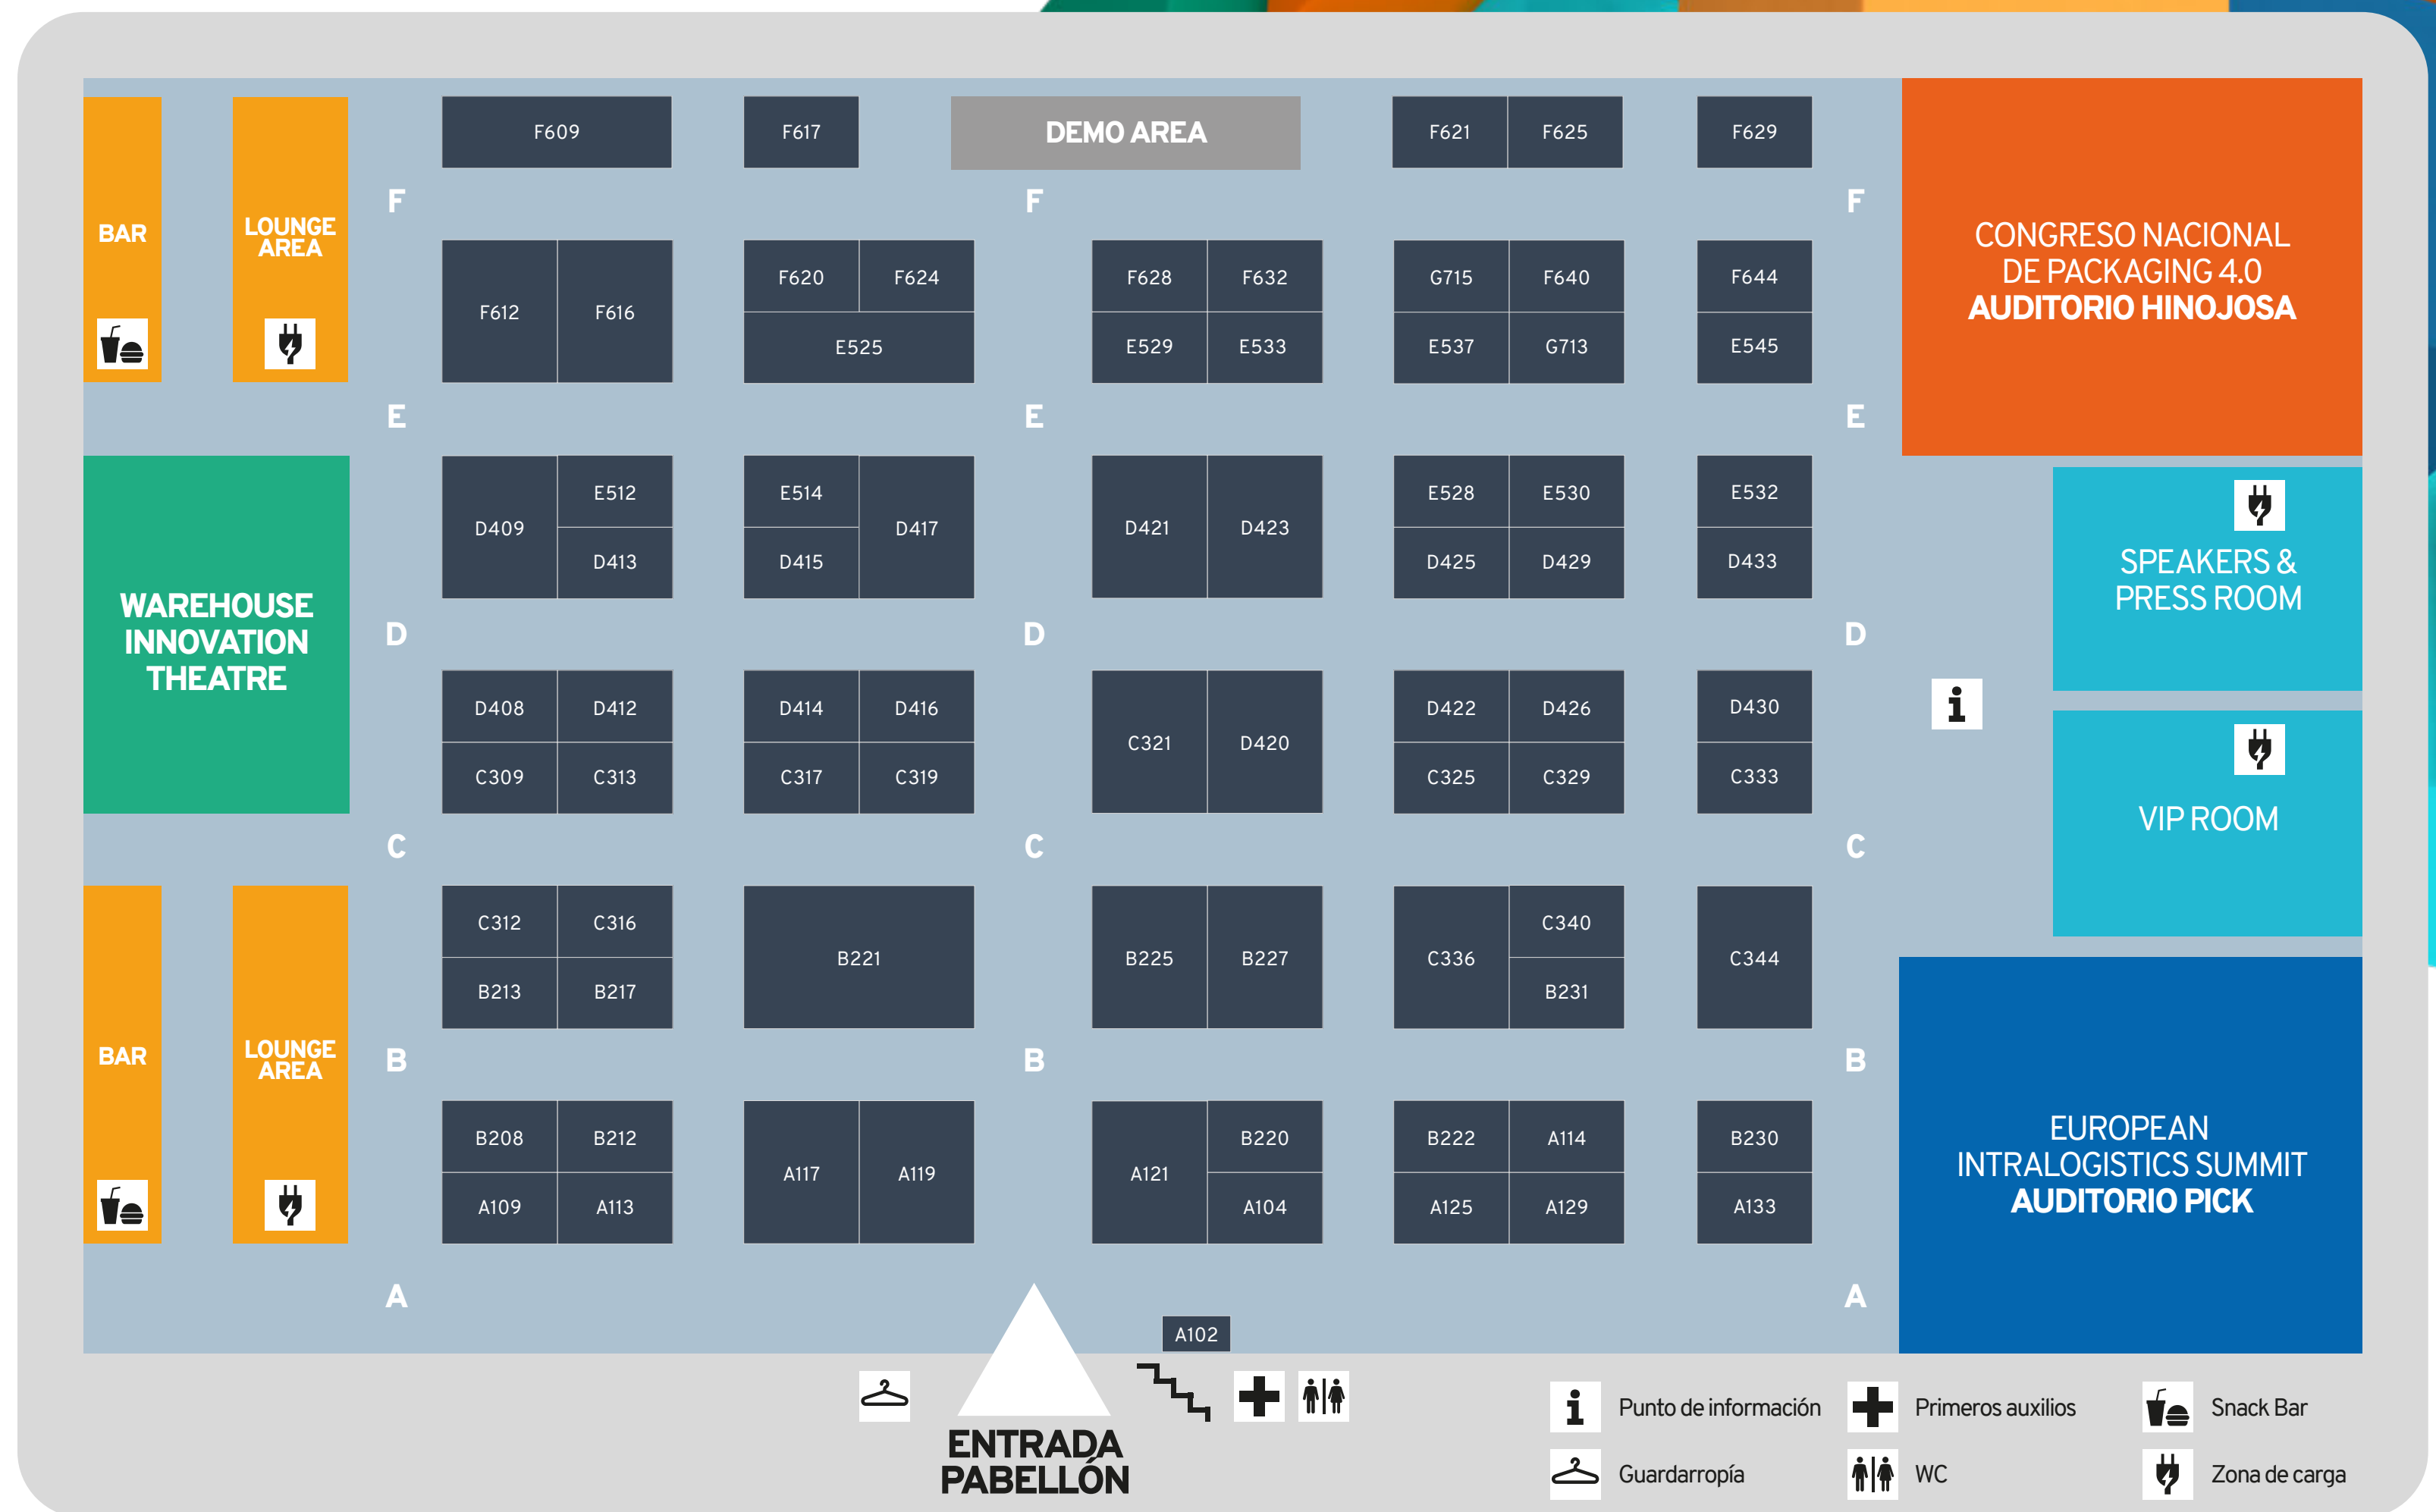 F609
F617
DEMO AREA
F621
F625
F629
BAR
LOUNGE
AREA
F
F
F
CONGRESO NACIONAL
DE PACKAGING 4.0
AUDITORIO HINOJOSA
F612
F616
F620
F624
E525
F628
F632
E529
E533
G715
F640
E537
G713
F644
E545
E
E
E
WAREHOUSE
INNOVATION
THEATRE
D409
E512
D413
E514
D415
D417
D421
D423
E528
E530
D425
D429
E532
D433
SPEAKERS &
PRESS ROOM
D
D
D
D408
D412
C309
C313
D414
D416
C317
C319
C321
D420
D422
D426
C325
C329
D430
C333
VIP ROOM
C
C
C
BAR
LOUNGE
AREA
C312
C316
B213
B217
B221
B225
B227
C336
C340
B231
C344
B
B
B
EUROPEAN
INTRALOGISTICS SUMMIT
AUDITORIO PICK
B208
B212
A109
A113
A117
A119
A121
B220
A104
B222
A114
A125
A129
B230
A133
A
A
A102
ENTRADA
PABELLÓN
Punto de información
Primeros auxilios
Snack Bar
Guardarropía
WC
Zona de carga